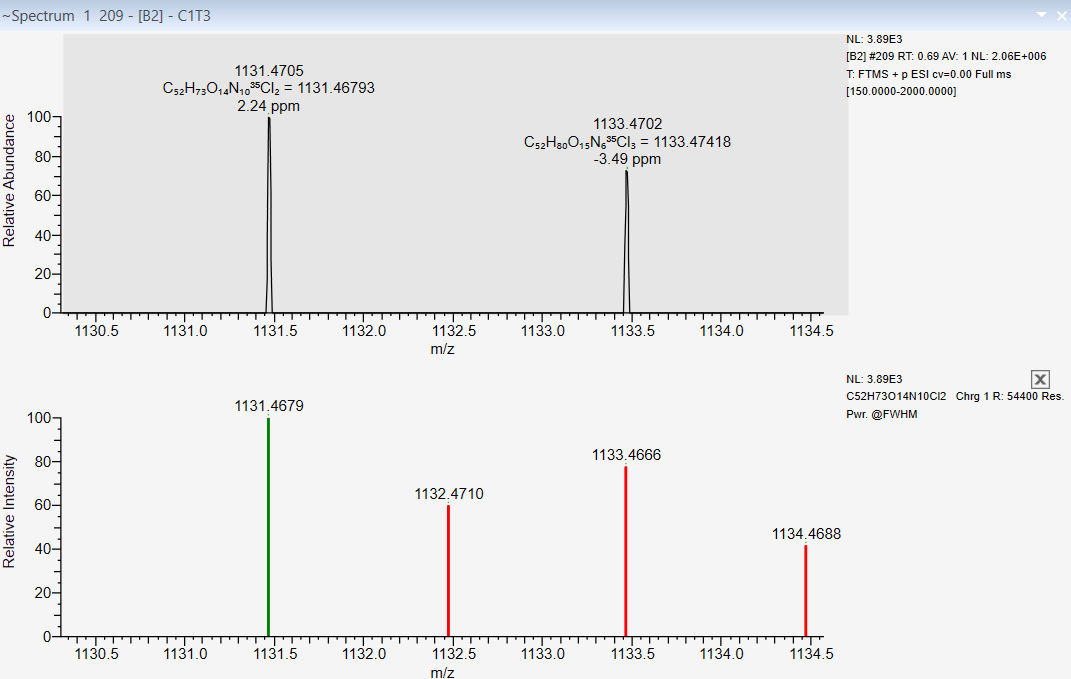 ~Spectrum 1 209 - [B2] - C1T3
NL: 3.89E3
[B2] #209 RT: 0.69 AV: 1 NL: 2.06E+006
T: FTMS + p ESI cv=0.00 Full ms
[150.0000-2000.0000]
1131.4705
C₅₂H₇₃O₁₄N₁₀³⁵Cl₂ = 1131.46793
2.24 ppm
1133.4702
C₅₂H₈₀O₁₅N₆³⁵Cl₃ = 1133.47418
-3.49 ppm
Relative Abundance
100
80
60
40
20
0
1130.5 1131.0 1131.5 1132.0 1132.5 1133.0 1133.5 1134.0 1134.5
m/z
NL: 3.89E3
C52H73O14N10Cl2 Chrg 1 R: 54400 Res.
Pwr. @FWHM
1131.4679
1133.4666
1132.4710
1134.4688
Relative Intensity
100
80
60
40
20
0
1130.5 1131.0 1131.5 1132.0 1132.5 1133.0 1133.5 1134.0 1134.5
m/z